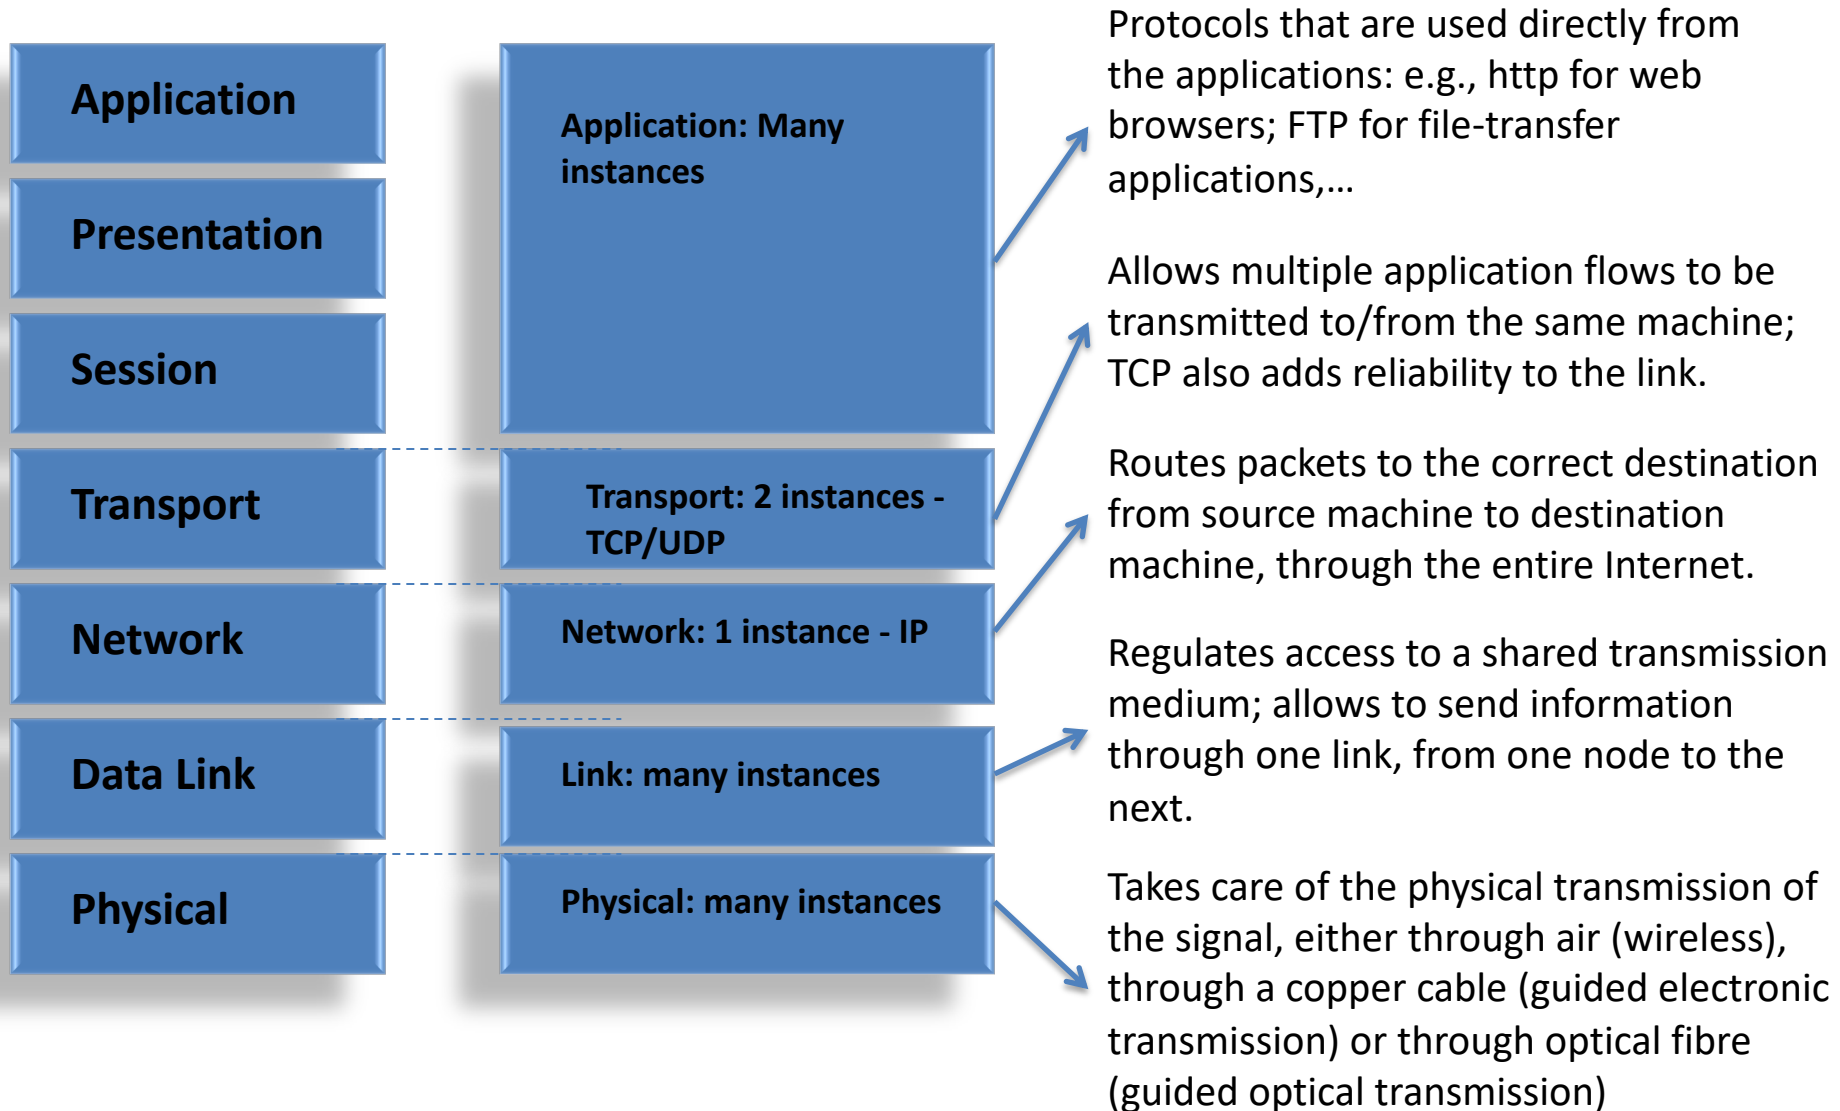 Application
Presentation
Session
Transport
Network
Data Link
Physical
Application: Many
instances
Transport: 2 instances -
TCP/UDP
Network: 1 instance - IP
Link: many instances
Physical: many instances
Protocols that are used directly from
the applications: e.g., http for web
browsers; FTP for file-transfer
applications,...
Allows multiple application flows to be
transmitted to/from the same machine;
TCP also adds reliability to the link.
Routes packets to the correct destination
from source machine to destination
machine, through the entire Internet.
Regulates access to a shared transmission
medium; allows to send information
through one link, from one node to the
next.
Takes care of the physical transmission of
the signal, either through air (wireless),
through a copper cable (guided electronic
transmission) or through optical fibre
(guided optical transmission)